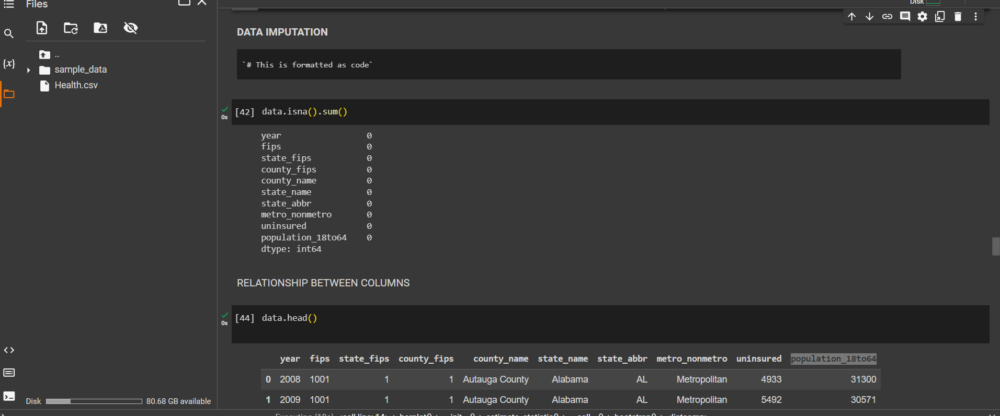 Files
Disk
..
sample_data
Health.csv
DATA IMPUTATION
`# This is formatted as code`
0s
[42] data.isna().sum()
year 0
fips 0
state_fips 0
county_fips 0
county_name 0
state_name 0
state_abbr 0
metro_nonmetro 0
uninsured 0
population_18to64 0
dtype: int64
RELATIONSHIP BETWEEN COLUMNS
0s
[44] data.head()
year fips state_fips county_fips county_name state_name state_abbr metro_nonmetro uninsured population_18to64
0 2008 1001 1 1 Autauga County Alabama AL Metropolitan 4933 31300
1 2009 1001 1 1 Autauga County Alabama AL Metropolitan 5492 30571
Disk 80.68 GB available